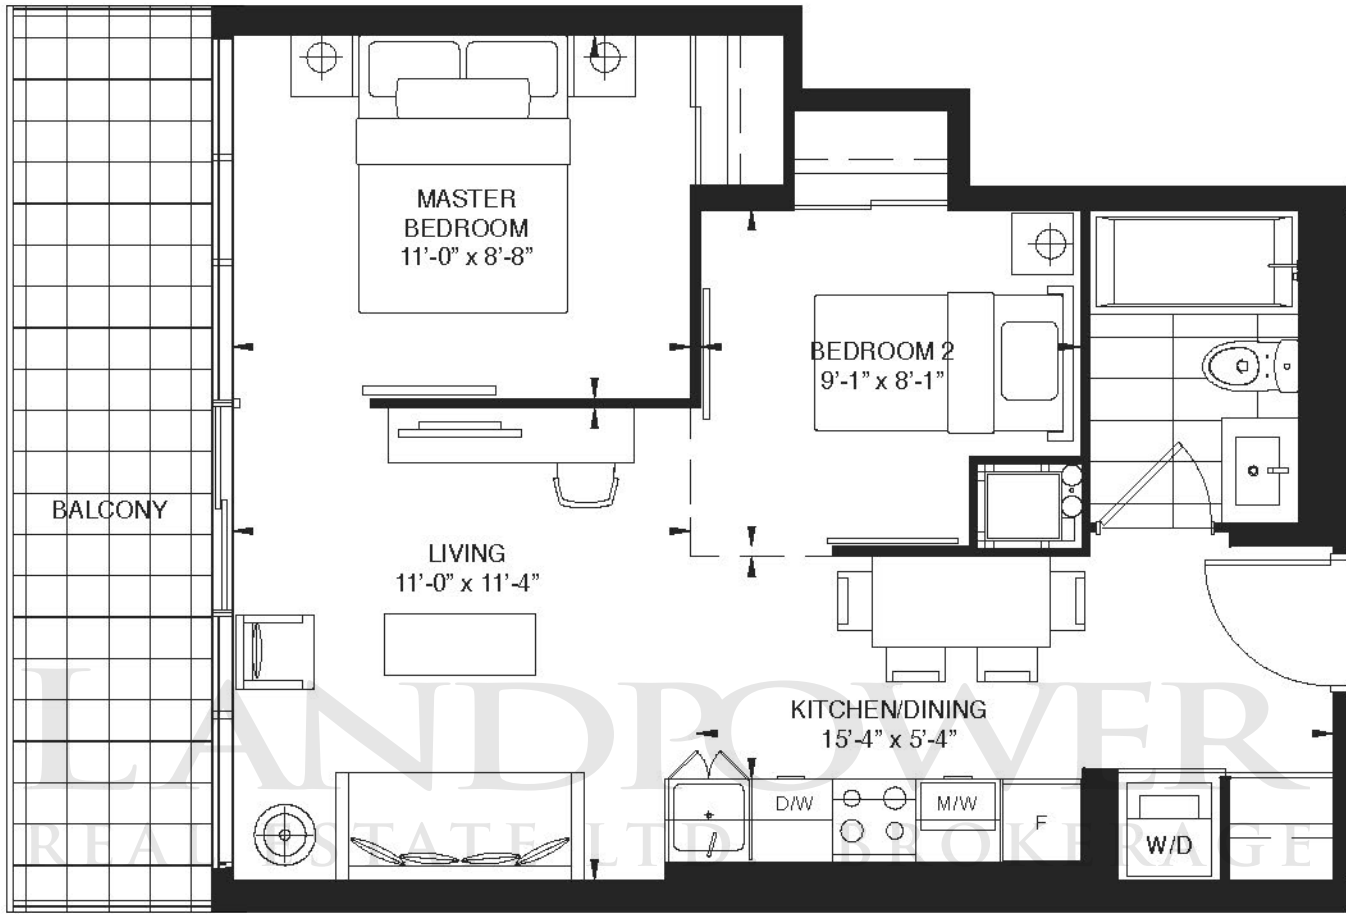 MASTER
BEDROOM
11'-0" x 8'-8"
BEDROOM 2
9'-1" x 8'-1"
BALCONY
LIVING
11'-0" x 11'-4"
KITCHEN/DINING
15'-4" x 5'-4"
D/W
M/W
F
W/D
LANDPOWER
REAL ESTATE LTD BROKERAGE